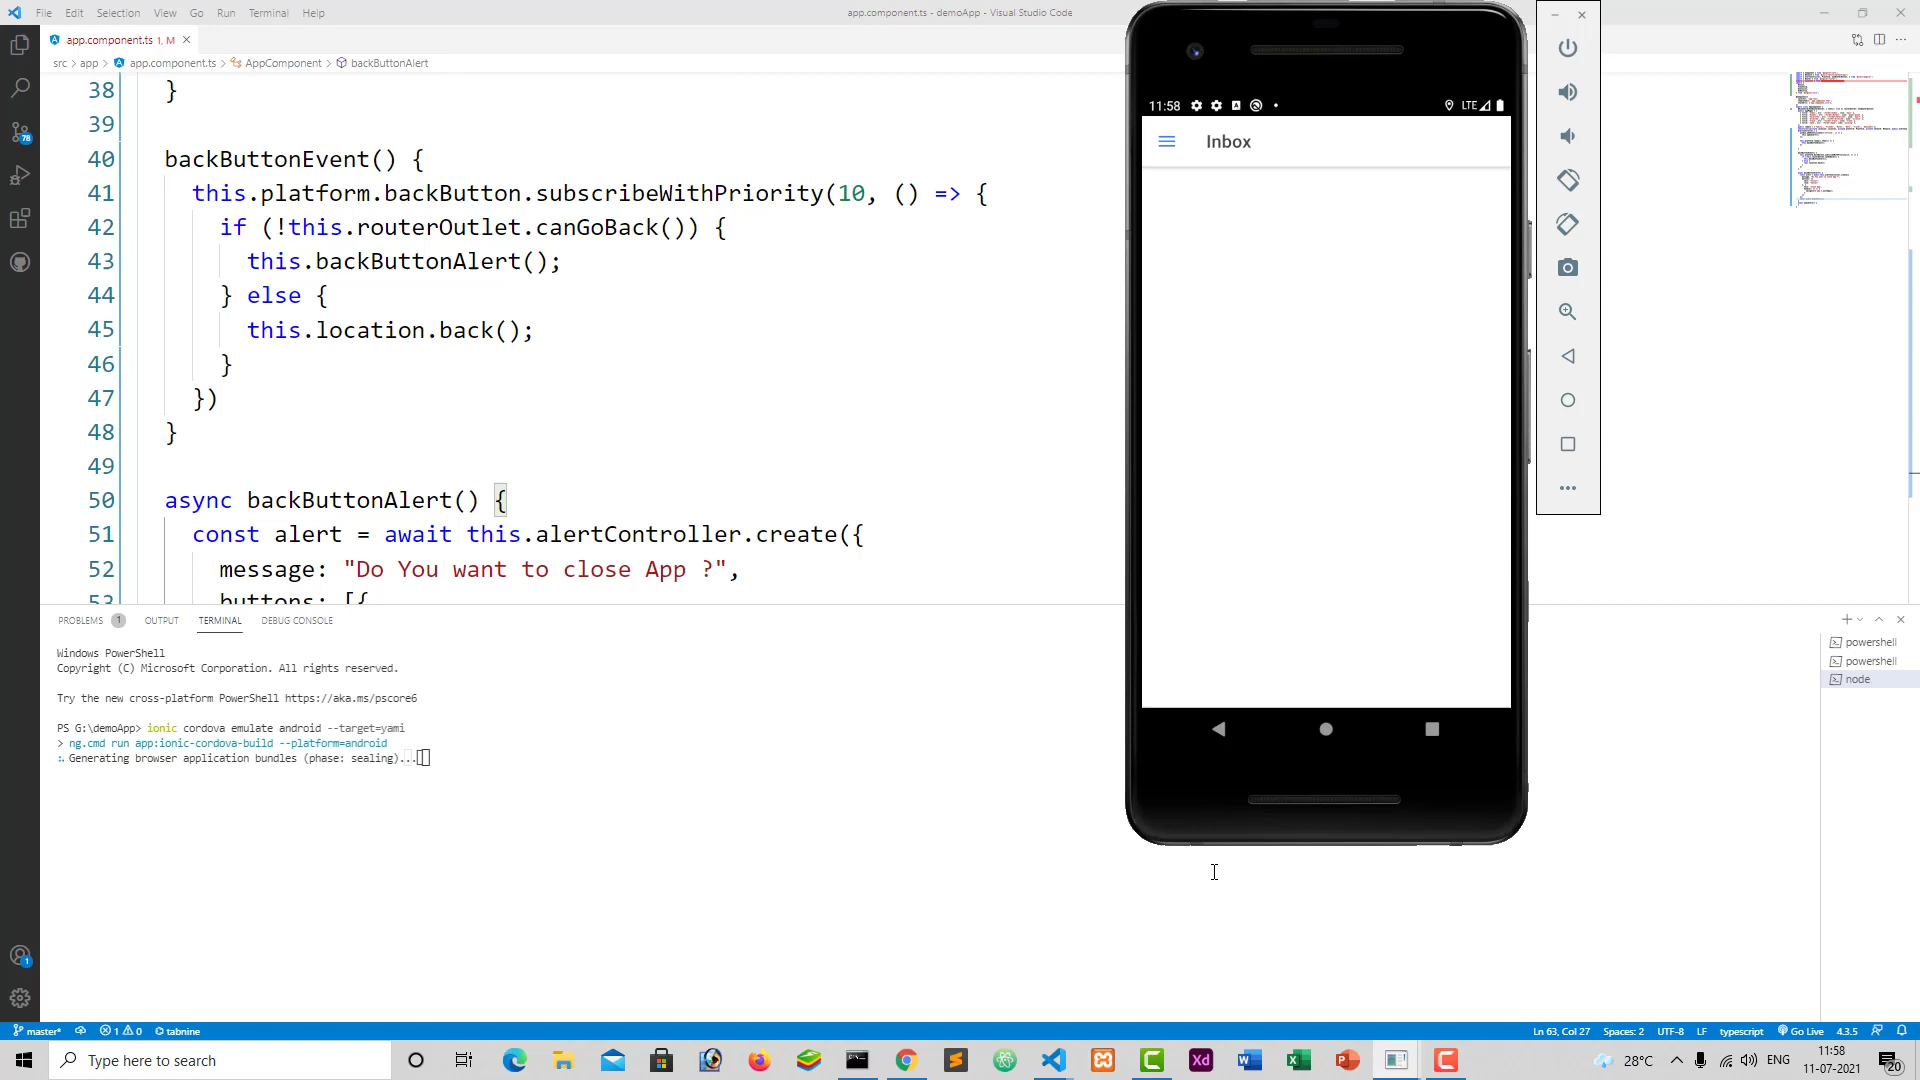 File Edit Selection View Go Run Terminal Help
app.component.ts - demoApp - Visual Studio Code
app.component.ts 1, M
src > app > app.component.ts > AppComponent > backButtonAlert
38 }
39
40 backButtonEvent() {
41 this.platform.backButton.subscribeWithPriority(10, () => {
42 if (!this.routerOutlet.canGoBack()) {
43 this.backButtonAlert();
44 } else {
45 this.location.back();
46 }
47 })
48 }
49
50 async backButtonAlert() {
51 const alert = await this.alertController.create({
52 message: "Do You want to close App ?",
53 buttons: [{
11:58
LTE
Inbox
PROBLEMS 1 OUTPUT TERMINAL DEBUG CONSOLE
Windows PowerShell
Copyright (C) Microsoft Corporation. All rights reserved.
Try the new cross-platform PowerShell https://aka.ms/pscore6
PS G:\demoApp> ionic cordova emulate android --target=yami
> ng.cmd run app:ionic-cordova-build --platform=android
Generating browser application bundles (phase: sealing)...
powershell
powershell
node
78
1
master* 1 0 tabnine
Ln 63, Col 27 Spaces: 2 UTF-8 LF typescript Go Live 4.3.5
Type here to search
Xd
28°C
ENG
11:58
11-07-2021
20